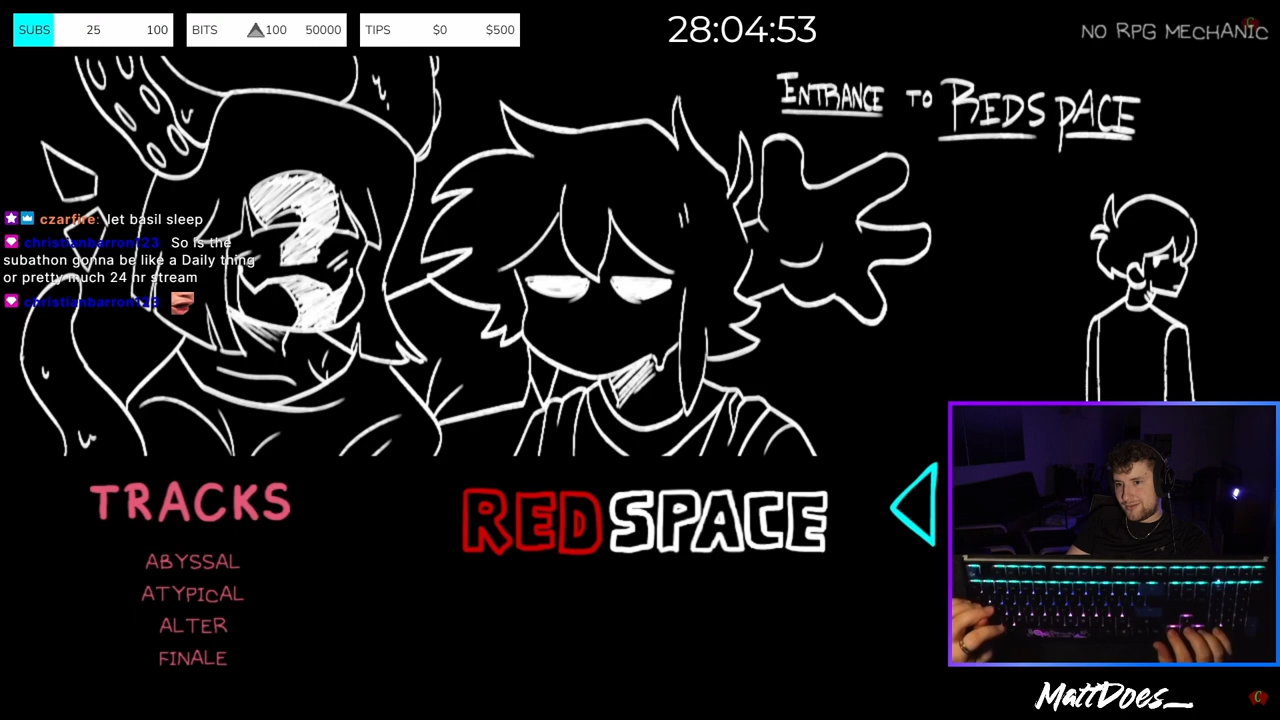 SUBS 25 100
BITS 100 50000
TIPS $0 $500
28:04:53
NO RPG MECHANIC
ENTRANCE TO REDSPACE
czarfire: let basil sleep
christianbarron123 So is the
subathon gonna be like a Daily thing
or pretty much 24 hr stream
christianbarron123
TRACKS
ABYSSAL
ATYPICAL
ALTER
FINALE
REDSPACE
MattDoes_
C